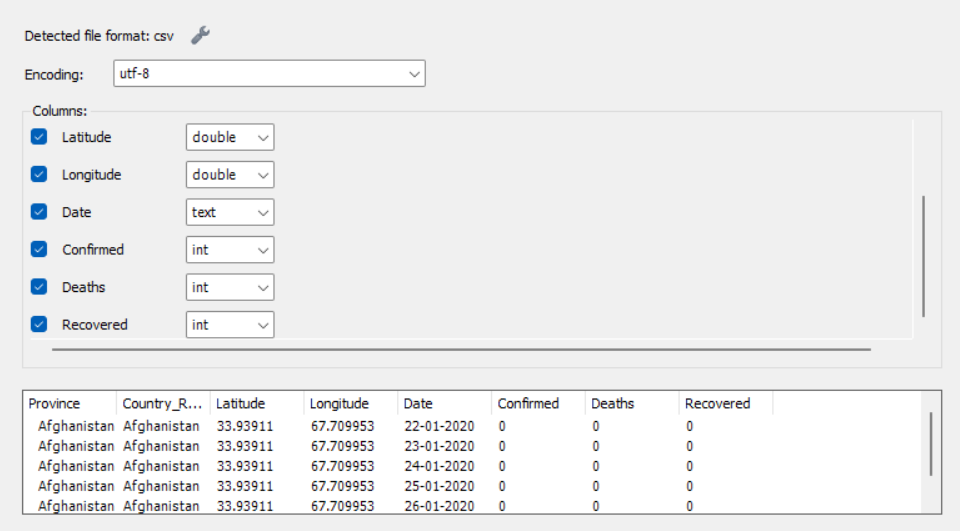 Detected file format: csv
Encoding: utf-8
Columns:
Latitude double
Longitude double
Date text
Confirmed int
Deaths int
Recovered int
Province Country_R... Latitude Longitude Date Confirmed Deaths Recovered
Afghanistan Afghanistan 33.93911 67.709953 22-01-2020 0 0 0
Afghanistan Afghanistan 33.93911 67.709953 23-01-2020 0 0 0
Afghanistan Afghanistan 33.93911 67.709953 24-01-2020 0 0 0
Afghanistan Afghanistan 33.93911 67.709953 25-01-2020 0 0 0
Afghanistan Afghanistan 33.93911 67.709953 26-01-2020 0 0 0